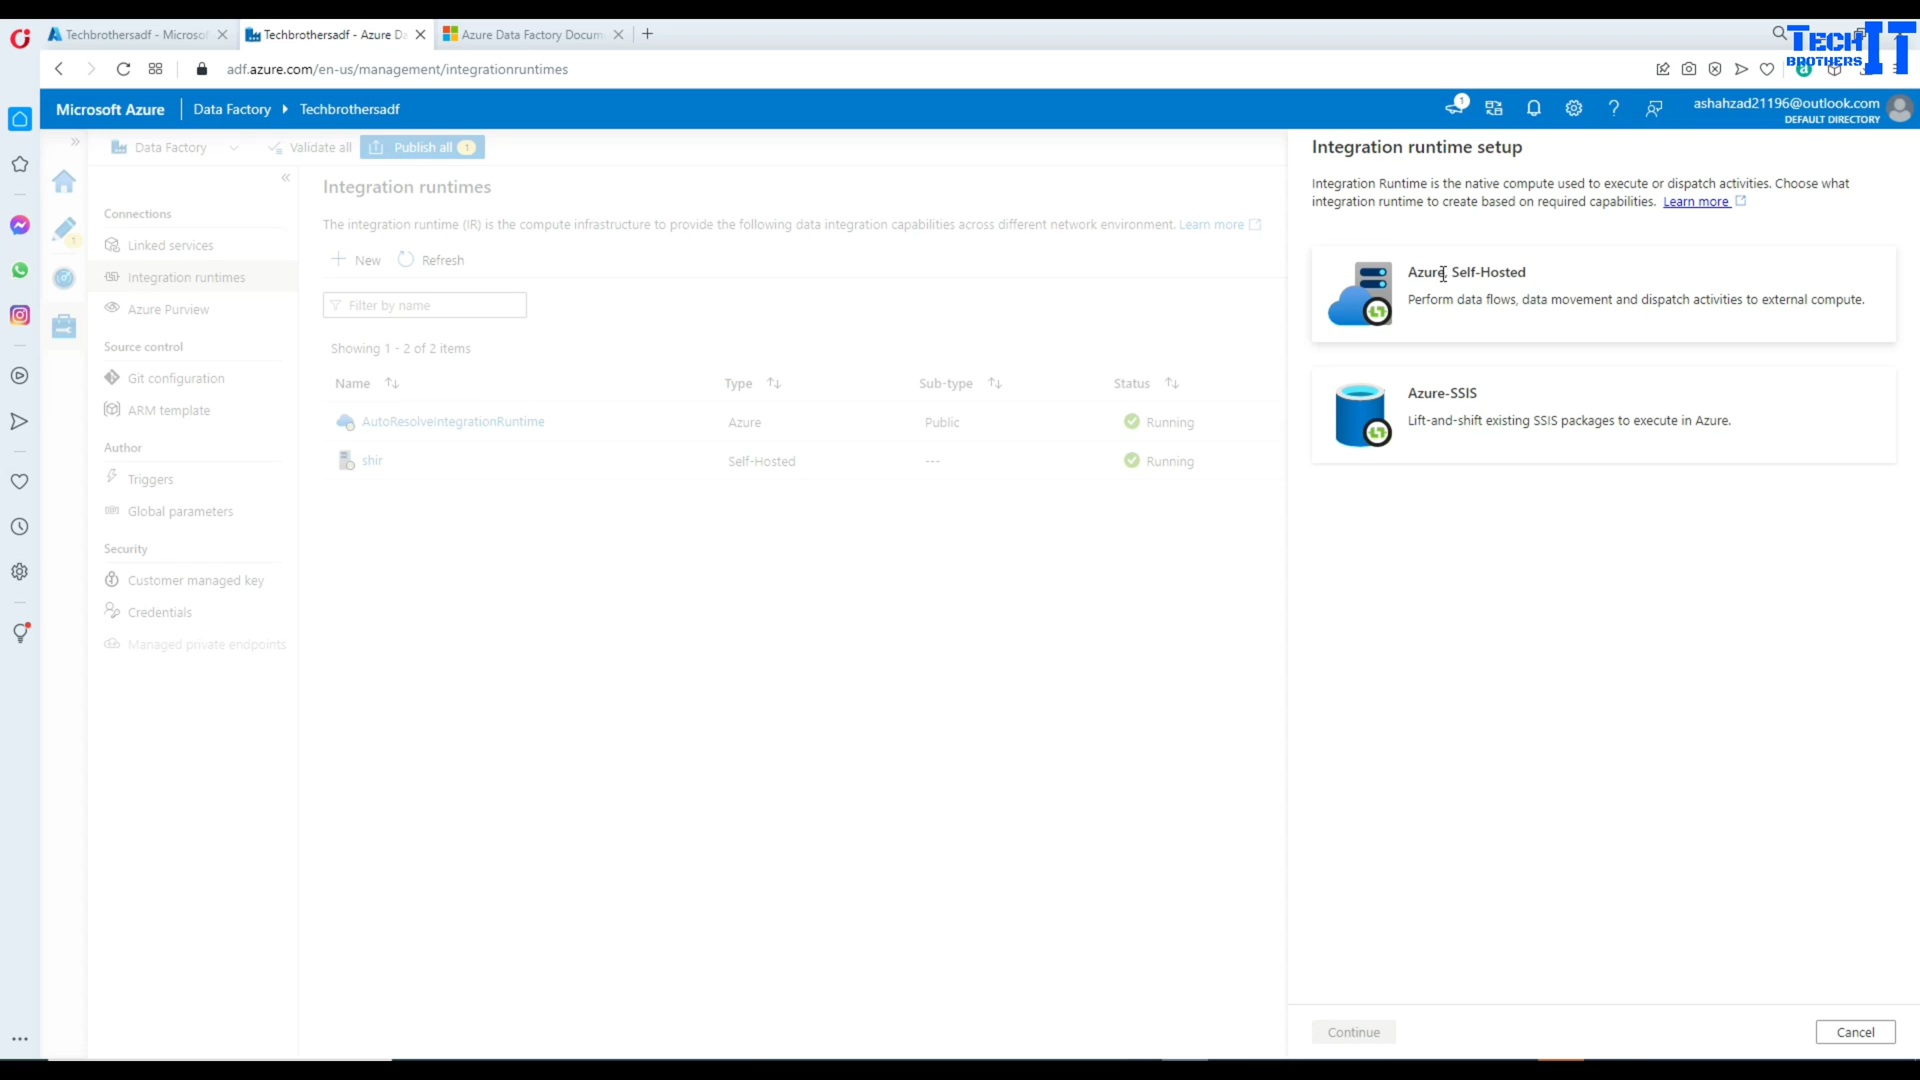 Techbrothersadf - Microsof
Techbrothersadf - Azure Da
Azure Data Factory Docum
TECH IT
BROTHERS
adf.azure.com/en-us/management/integrationruntimes
Microsoft Azure
Data Factory
Techbrothersadf
1
ashahzad21196@outlook.com
DEFAULT DIRECTORY
Data Factory
Validate all
Publish all
1
1
Connections
Linked services
Integration runtimes
Azure Purview
Source control
Git configuration
ARM template
Author
Triggers
Global parameters
Security
Customer managed key
Credentials
Managed private endpoints
Integration runtimes
The integration runtime (IR) is the compute infrastructure to provide the following data integration capabilities across different network environment. Learn more
New
Refresh
Filter by name
Showing 1 - 2 of 2 items
Name Type Sub-type Status
AutoResolveIntegrationRuntime Azure Public Running
shir Self-Hosted --- Running
Integration runtime setup
Integration Runtime is the native compute used to execute or dispatch activities. Choose what
integration runtime to create based on required capabilities. Learn more
Azure, Self-Hosted
Perform data flows, data movement and dispatch activities to external compute.
Azure-SSIS
Lift-and-shift existing SSIS packages to execute in Azure.
Continue
Cancel